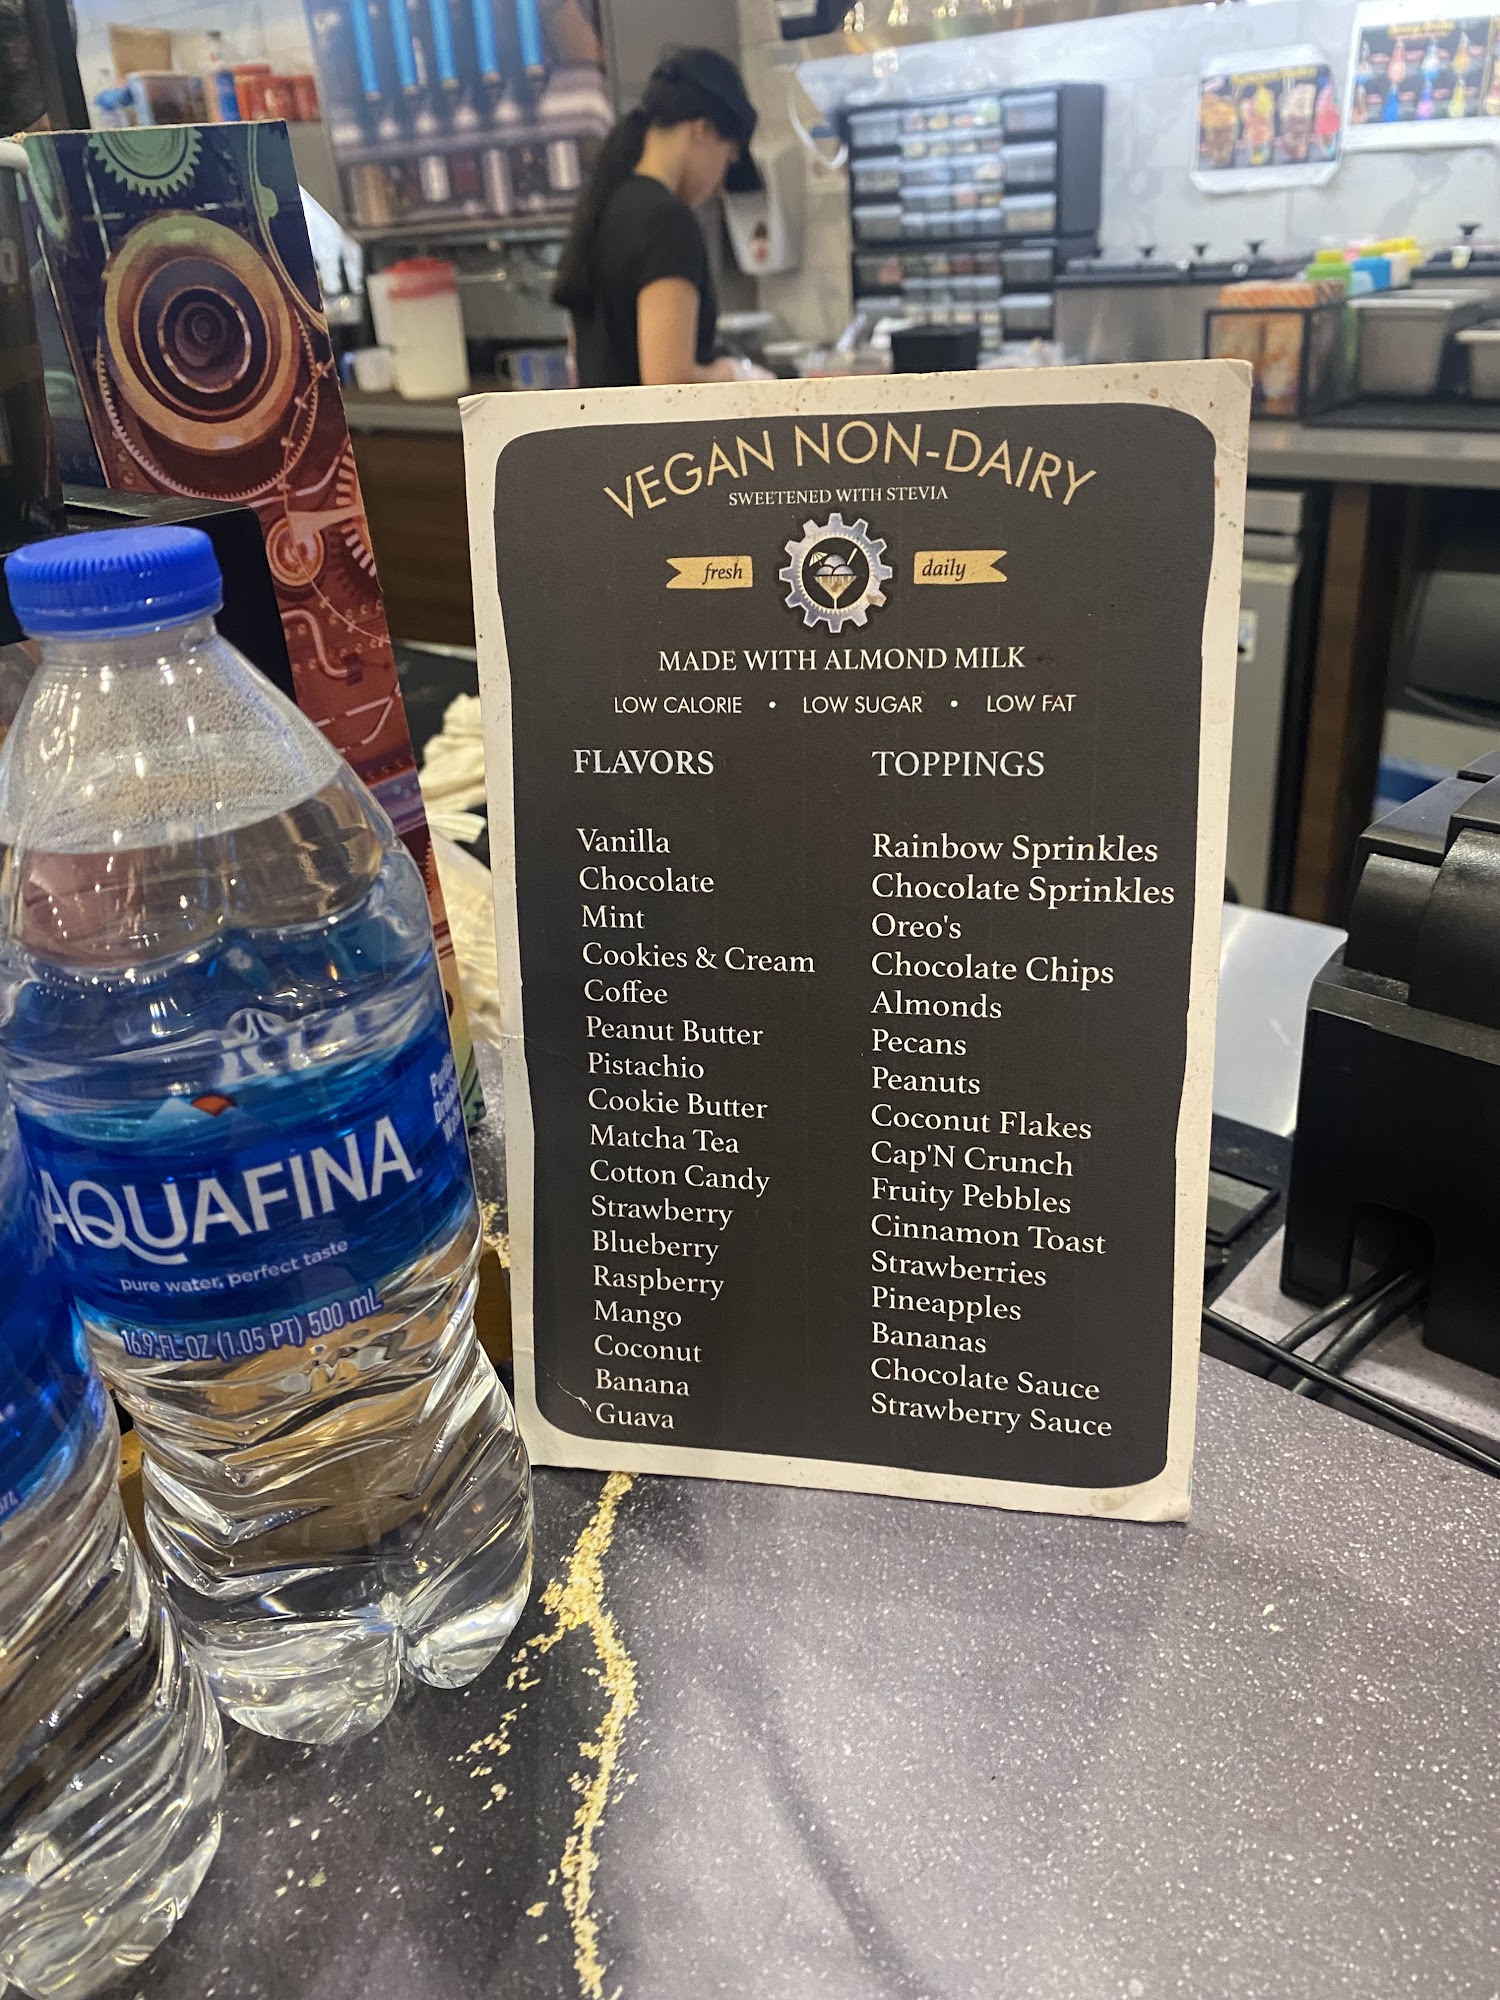 VEGAN NON-DAIRY
SWEETENED WITH STEVIA
fresh daily
MADE WITH ALMOND MILK
LOW CALORIE • LOW SUGAR • LOW FAT
FLAVORS
Vanilla
Chocolate
Mint
Cookies & Cream
Coffee
Peanut Butter
Pistachio
Cookie Butter
Matcha Tea
Cotton Candy
Strawberry
Blueberry
Raspberry
Mango
Coconut
Banana
Guava
TOPPINGS
Rainbow Sprinkles
Chocolate Sprinkles
Oreo's
Chocolate Chips
Almonds
Pecans
Peanuts
Coconut Flakes
Cap'N Crunch
Fruity Pebbles
Cinnamon Toast
Strawberries
Pineapples
Bananas
Chocolate Sauce
Strawberry Sauce
AQUAFINA
pure water, perfect taste
16.9 FL OZ (1.05 PT) 500 mL